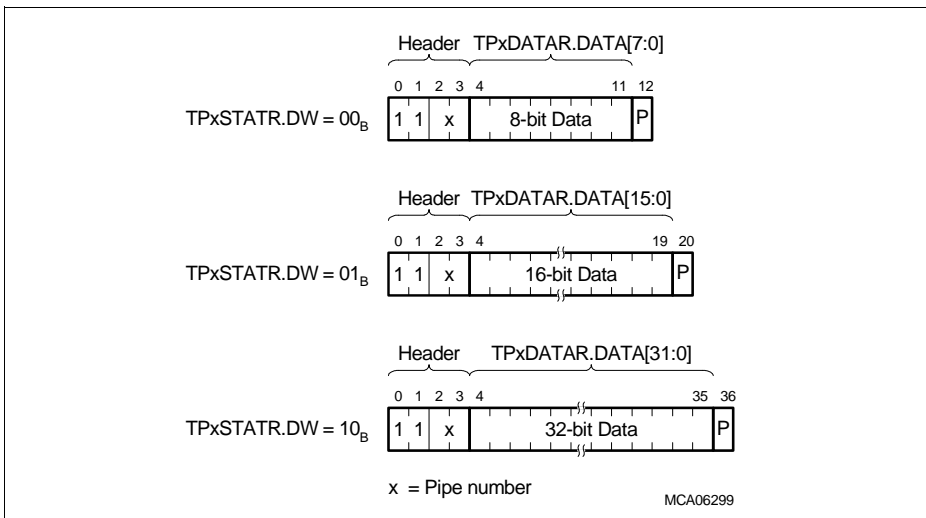 Header TPxDATAR.DATA[7:0]
0 1 2 3 4 11 12
TPxSTATR.DW = 00B 1 1 x 8-bit Data P
Header TPxDATAR.DATA[15:0]
0 1 2 3 4 19 20
TPxSTATR.DW = 01B 1 1 x 16-bit Data P
Header TPxDATAR.DATA[31:0]
0 1 2 3 4 35 36
TPxSTATR.DW = 10B 1 1 x 32-bit Data P
x = Pipe number
MCA06299